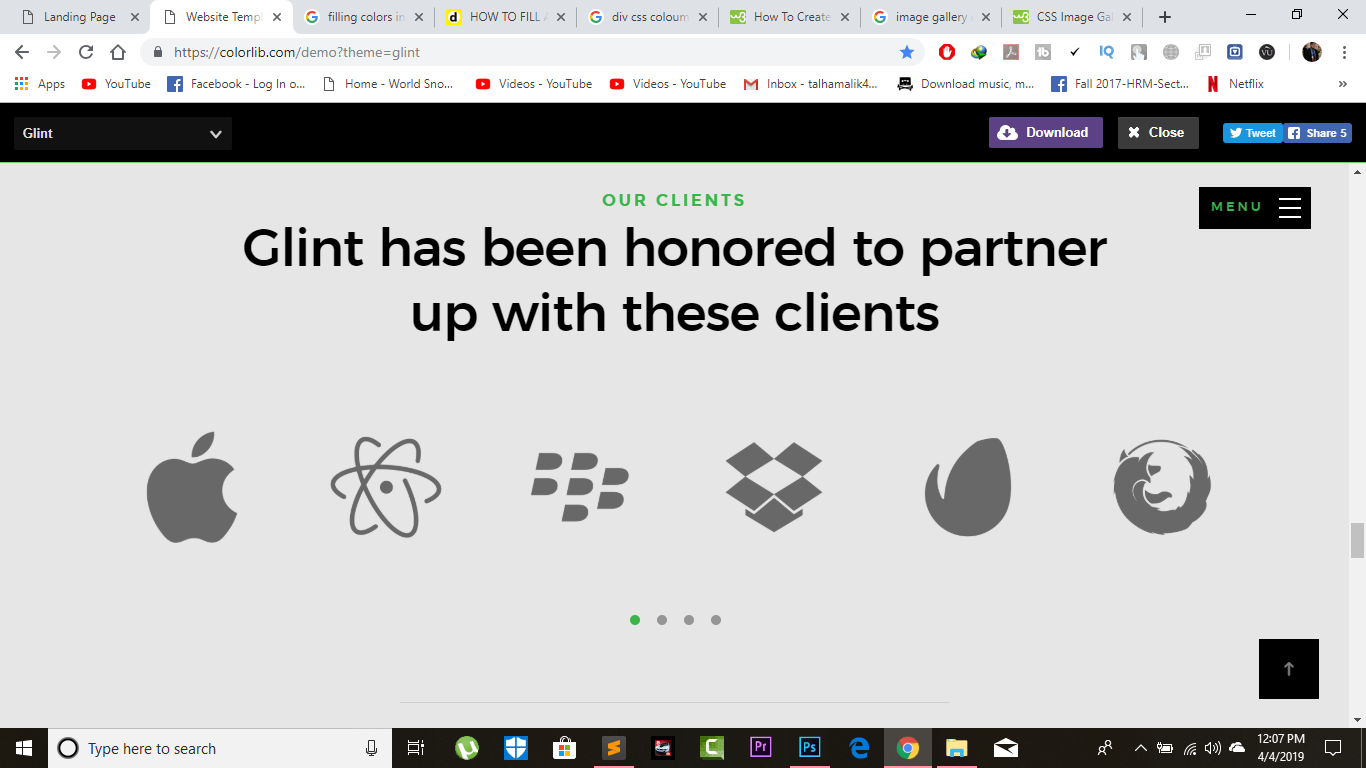 Landing Page
Website Templ
filling colors in
HOW TO FILL A
div css coloum
How To Create
image gallery
CSS Image Gal
https://colorlib.com/demo?theme=glint
Apps
YouTube
Facebook - Log In o...
Home - World Sno...
Videos - YouTube
Videos - YouTube
Inbox - talhamalik4...
Download music, m...
Fall 2017-HRM-Sect...
Netflix
»
Glint
Download
Close
Tweet
Share 5
OUR CLIENTS
MENU
Glint has been honored to partner
up with these clients
Type here to search
12:07 PM
4/4/2019